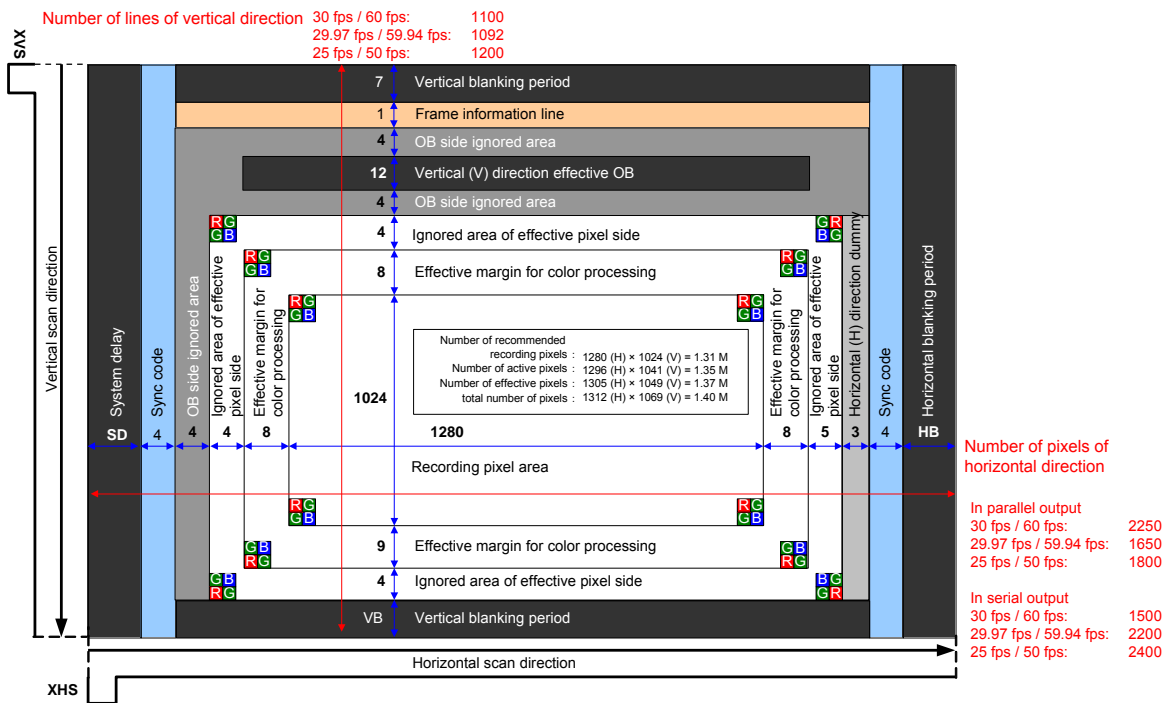 Number of lines of vertical direction
30 fps / 60 fps: 1100
29.97 fps / 59.94 fps: 1092
25 fps / 50 fps: 1200
XVS
7 Vertical blanking period
1 Frame information line
4 OB side ignored area
12 Vertical (V) direction effective OB
4 OB side ignored area
R G R G
G B B G
4 Ignored area of effective pixel side
R G R G
G B G B
8 Effective margin for color processing
R G R G
G B G B
Vertical scan direction
System delay
SD
Sync code
4
OB side ignored area
4
Ignored area of effective
pixel side
4
Effective margin for
color processing
8
Number of recommended
recording pixels : 1280 (H) × 1024 (V) = 1.31 M
Number of active pixels : 1296 (H) × 1041 (V) = 1.35 M
Number of effective pixels : 1305 (H) × 1049 (V) = 1.37 M
total number of pixels : 1312 (H) × 1069 (V) = 1.40 M
1024
1280
Recording pixel area
Effective margin for
color processing
8
Ignored area of effective
pixel side
5
Horizontal (H) direction dummy
3
Sync code
4
Horizontal blanking period
HB
Number of pixels of
horizontal direction
R G R G
G B G B
9 Effective margin for color processing
G B G B
R G R G
4 Ignored area of effective pixel side
G B B G
R G G R
VB Vertical blanking period
In parallel output
30 fps / 60 fps: 2250
29.97 fps / 59.94 fps: 1650
25 fps / 50 fps: 1800
In serial output
30 fps / 60 fps: 1500
29.97 fps / 59.94 fps: 2200
25 fps / 50 fps: 2400
Horizontal scan direction
XHS